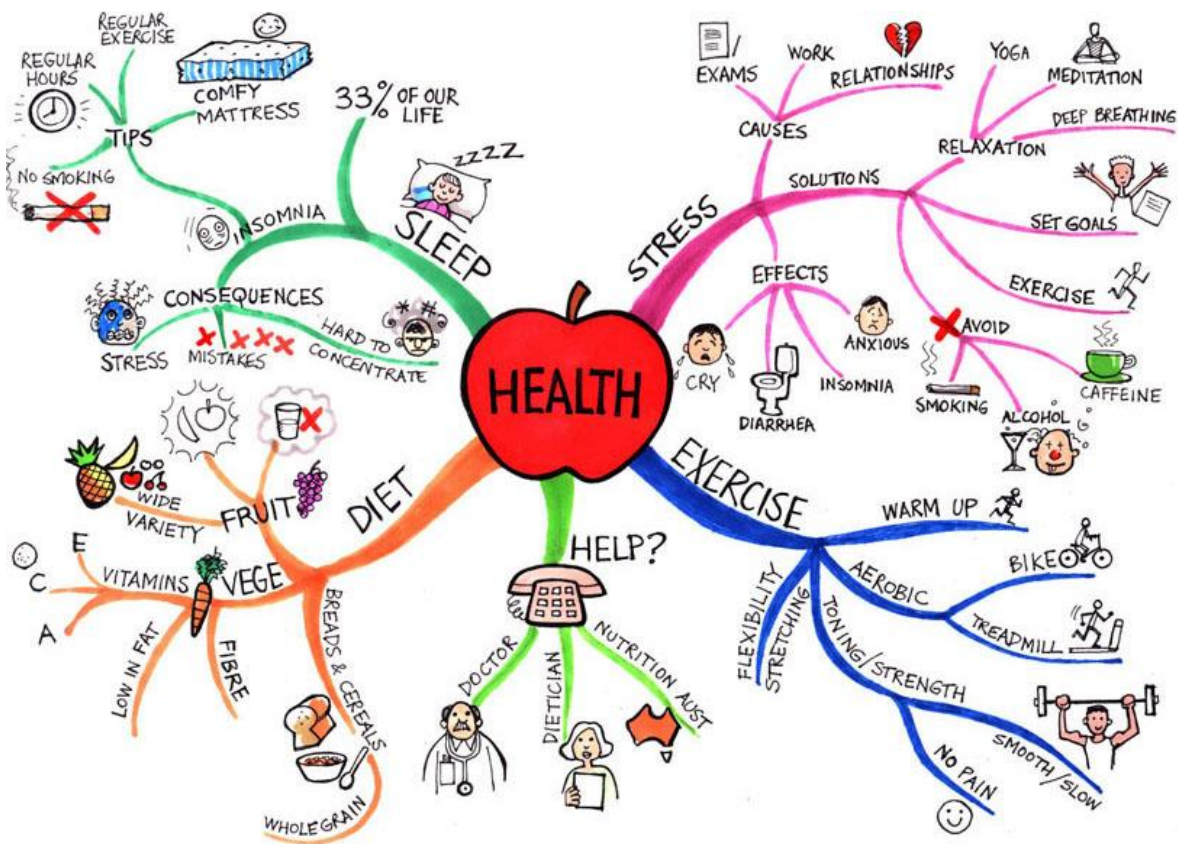 HEALTH
SLEEP
33% OF OUR
LIFE
ZZZZ
INSOMNIA
TIPS
REGULAR
HOURS
REGULAR
EXERCISE
COMFY
MATTRESS
NO SMOKING
CONSEQUENCES
STRESS
MISTAKES
HARD TO
CONCENTRATE
STRESS
CAUSES
EXAMS
WORK
RELATIONSHIPS
SOLUTIONS
RELAXATION
YOGA
MEDITATION
DEEP BREATHING
SET GOALS
EXERCISE
AVOID
SMOKING
ALCOHOL
CAFFEINE
EFFECTS
CRY
DIARRHEA
INSOMNIA
ANXIOUS
EXERCISE
WARM UP
AEROBIC
BIKE
TREADMILL
TONING/STRENGTH
SMOOTH/SLOW
NO PAIN
FLEXIBILITY
STRETCHING
HELP?
DOCTOR
DIETICIAN
NUTRITION AUST
DIET
FRUIT
WIDE
VARIETY
VEGE
VITAMINS
E
C
A
LOW IN FAT
FIBRE
BREADS & CEREALS
WHOLEGRAIN